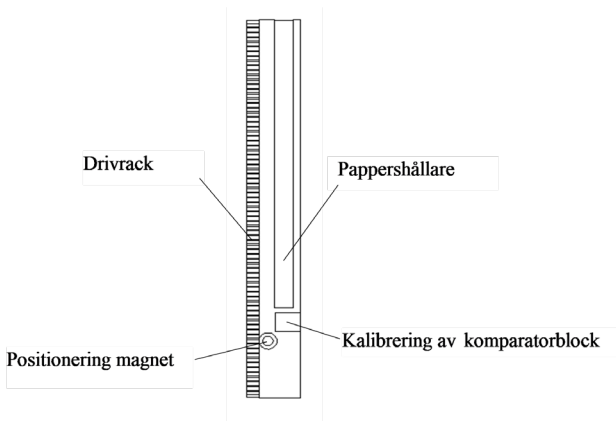 Drivrack
Pappershållare
Kalibrering av komparatorblock
Positionering magnet